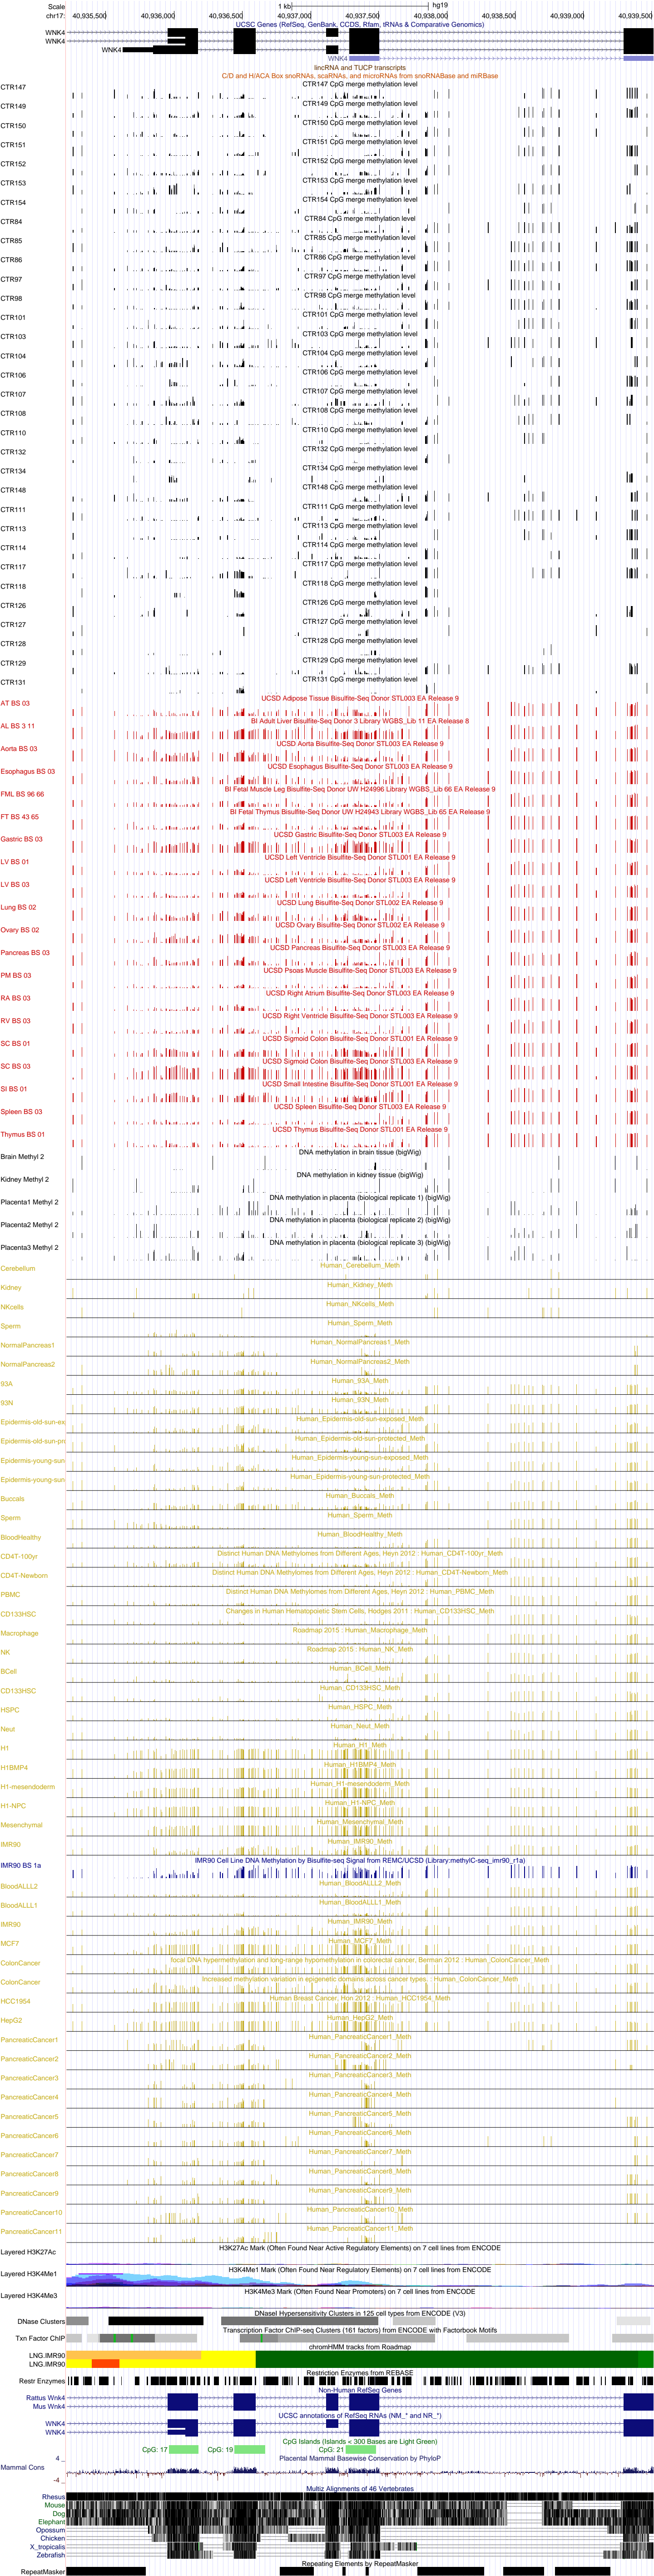 Scale 1 kb hg19
chr17: 40,935,500 40,936,000 40,936,500 40,937,000 40,937,500 40,938,000 40,938,500 40,939,000 40,939,500
UCSC Genes (RefSeq, GenBank, CCDS, Rfam, tRNAs & Comparative Genomics)
WNK4
WNK4
WNK4
WNK4
lincRNA and TUCP transcripts
C/D and H/ACA Box snoRNAs, scaRNAs, and microRNAs from snoRNABase and miRBase
CTR147 CpG merge methylation level
CTR147
CTR149 CpG merge methylation level
CTR149
CTR150 CpG merge methylation level
CTR150
CTR151 CpG merge methylation level
CTR151
CTR152 CpG merge methylation level
CTR152
CTR153 CpG merge methylation level
CTR153
CTR154 CpG merge methylation level
CTR154
CTR84 CpG merge methylation level
CTR84
CTR85 CpG merge methylation level
CTR85
CTR86 CpG merge methylation level
CTR86
CTR97 CpG merge methylation level
CTR97
CTR98 CpG merge methylation level
CTR98
CTR101 CpG merge methylation level
CTR101
CTR103 CpG merge methylation level
CTR103
CTR104 CpG merge methylation level
CTR104
CTR106 CpG merge methylation level
CTR106
CTR107 CpG merge methylation level
CTR107
CTR108 CpG merge methylation level
CTR108
CTR110 CpG merge methylation level
CTR110
CTR132 CpG merge methylation level
CTR132
CTR134 CpG merge methylation level
CTR134
CTR148 CpG merge methylation level
CTR148
CTR111 CpG merge methylation level
CTR111
CTR113 CpG merge methylation level
CTR113
CTR114 CpG merge methylation level
CTR114
CTR117 CpG merge methylation level
CTR117
CTR118 CpG merge methylation level
CTR118
CTR126 CpG merge methylation level
CTR126
CTR127 CpG merge methylation level
CTR127
CTR128 CpG merge methylation level
CTR128
CTR129 CpG merge methylation level
CTR129
CTR131 CpG merge methylation level
CTR131
UCSD Adipose Tissue Bisulfite-Seq Donor STL003 EA Release 9
AT BS 03
BI Adult Liver Bisulfite-Seq Donor 3 Library WGBS_Lib 11 EA Release 8
AL BS 3 11
UCSD Aorta Bisulfite-Seq Donor STL003 EA Release 9
Aorta BS 03
UCSD Esophagus Bisulfite-Seq Donor STL003 EA Release 9
Esophagus BS 03
BI Fetal Muscle Leg Bisulfite-Seq Donor UW H24996 Library WGBS_Lib 66 EA Release 9
FML BS 96 66
BI Fetal Thymus Bisulfite-Seq Donor UW H24943 Library WGBS_Lib 65 EA Release 9
FT BS 43 65
UCSD Gastric Bisulfite-Seq Donor STL003 EA Release 9
Gastric BS 03
UCSD Left Ventricle Bisulfite-Seq Donor STL001 EA Release 9
LV BS 01
UCSD Left Ventricle Bisulfite-Seq Donor STL003 EA Release 9
LV BS 03
UCSD Lung Bisulfite-Seq Donor STL002 EA Release 9
Lung BS 02
UCSD Ovary Bisulfite-Seq Donor STL002 EA Release 9
Ovary BS 02
UCSD Pancreas Bisulfite-Seq Donor STL003 EA Release 9
Pancreas BS 03
UCSD Psoas Muscle Bisulfite-Seq Donor STL003 EA Release 9
PM BS 03
UCSD Right Atrium Bisulfite-Seq Donor STL003 EA Release 9
RA BS 03
UCSD Right Ventricle Bisulfite-Seq Donor STL003 EA Release 9
RV BS 03
UCSD Sigmoid Colon Bisulfite-Seq Donor STL001 EA Release 9
SC BS 01
UCSD Sigmoid Colon Bisulfite-Seq Donor STL003 EA Release 9
SC BS 03
UCSD Small Intestine Bisulfite-Seq Donor STL001 EA Release 9
SI BS 01
UCSD Spleen Bisulfite-Seq Donor STL003 EA Release 9
Spleen BS 03
UCSD Thymus Bisulfite-Seq Donor STL001 EA Release 9
Thymus BS 01
DNA methylation in brain tissue (bigWig)
Brain Methyl 2
DNA methylation in kidney tissue (bigWig)
Kidney Methyl 2
DNA methylation in placenta (biological replicate 1) (bigWig)
Placenta1 Methyl 2
DNA methylation in placenta (biological replicate 2) (bigWig)
Placenta2 Methyl 2
DNA methylation in placenta (biological replicate 3) (bigWig)
Placenta3 Methyl 2
Human_Cerebellum_Meth
Cerebellum
Human_Kidney_Meth
Kidney
Human_NKcells_Meth
NKcells
Human_Sperm_Meth
Sperm
Human_NormalPancreas1_Meth
NormalPancreas1
Human_NormalPancreas2_Meth
NormalPancreas2
Human_93A_Meth
93A
Human_93N_Meth
93N
Human_Epidermis-old-sun-exposed_Meth
Epidermis-old-sun-ex
Human_Epidermis-old-sun-protected_Meth
Epidermis-old-sun-pr
Human_Epidermis-young-sun-exposed_Meth
Epidermis-young-sun
Human_Epidermis-young-sun-protected_Meth
Epidermis-young-sun
Human_Buccals_Meth
Buccals
Human_Sperm_Meth
Sperm
Human_BloodHealthy_Meth
BloodHealthy
Distinct Human DNA Methylomes from Different Ages, Heyn 2012 : Human_CD4T-100yr_Meth
CD4T-100yr
Distinct Human DNA Methylomes from Different Ages, Heyn 2012 : Human_CD4T-Newborn_Meth
CD4T-Newborn
Distinct Human DNA Methylomes from Different Ages, Heyn 2012 : Human_PBMC_Meth
PBMC
Changes in Human Hematopoietic Stem Cells, Hodges 2011 : Human_CD133HSC_Meth
CD133HSC
Roadmap 2015 : Human_Macrophage_Meth
Macrophage
Roadmap 2015 : Human_NK_Meth
NK
Human_BCell_Meth
BCell
Human_CD133HSC_Meth
CD133HSC
Human_HSPC_Meth
HSPC
Human_Neut_Meth
Neut
Human_H1_Meth
H1
Human_H1BMP4_Meth
H1BMP4
Human_H1-mesendoderm_Meth
H1-mesendoderm
Human_H1-NPC_Meth
H1-NPC
Human_Mesenchymal_Meth
Mesenchymal
Human_IMR90_Meth
IMR90
IMR90 Cell Line DNA Methylation by Bisulfite-seq Signal from REMC/UCSD (Library:methylC-seq_imr90_r1a)
IMR90 BS 1a
Human_BloodALLL2_Meth
BloodALLL2
Human_BloodALLL1_Meth
BloodALLL1
Human_IMR90_Meth
IMR90
Human_MCF7_Meth
MCF7
focal DNA hypermethylation and long-range hypomethylation in colorectal cancer, Berman 2012 : Human_ColonCancer_Meth
ColonCancer
Increased methylation variation in epigenetic domains across cancer types. : Human_ColonCancer_Meth
ColonCancer
Human Breast Cancer, Hon 2012 : Human_HCC1954_Meth
HCC1954
Human_HepG2_Meth
HepG2
Human_PancreaticCancer1_Meth
PancreaticCancer1
Human_PancreaticCancer2_Meth
PancreaticCancer2
Human_PancreaticCancer3_Meth
PancreaticCancer3
Human_PancreaticCancer4_Meth
PancreaticCancer4
Human_PancreaticCancer5_Meth
PancreaticCancer5
Human_PancreaticCancer6_Meth
PancreaticCancer6
Human_PancreaticCancer7_Meth
PancreaticCancer7
Human_PancreaticCancer8_Meth
PancreaticCancer8
Human_PancreaticCancer9_Meth
PancreaticCancer9
Human_PancreaticCancer10_Meth
PancreaticCancer10
Human_PancreaticCancer11_Meth
PancreaticCancer11
H3K27Ac Mark (Often Found Near Active Regulatory Elements) on 7 cell lines from ENCODE
Layered H3K27Ac
H3K4Me1 Mark (Often Found Near Regulatory Elements) on 7 cell lines from ENCODE
Layered H3K4Me1
H3K4Me3 Mark (Often Found Near Promoters) on 7 cell lines from ENCODE
Layered H3K4Me3
DNaseI Hypersensitivity Clusters in 125 cell types from ENCODE (V3)
DNase Clusters
Transcription Factor ChIP-seq Clusters (161 factors) from ENCODE with Factorbook Motifs
Txn Factor ChIP
chromHMM tracks from Roadmap
LNG.IMR90
LNG.IMR90
Restriction Enzymes from REBASE
Restr Enzymes
Non-Human RefSeq Genes
Rattus Wnk4
Mus Wnk4
UCSC annotations of RefSeq RNAs (NM_* and NR_*)
WNK4
WNK4
CpG Islands (Islands < 300 Bases are Light Green)
CpG: 17 CpG: 19 CpG: 21
Placental Mammal Basewise Conservation by PhyloP
4 _
Mammal Cons
-4 _
Multiz Alignments of 46 Vertebrates
Rhesus
Mouse
Dog
Elephant
Opossum
Chicken
X_tropicalis
Zebrafish
Repeating Elements by RepeatMasker
RepeatMasker